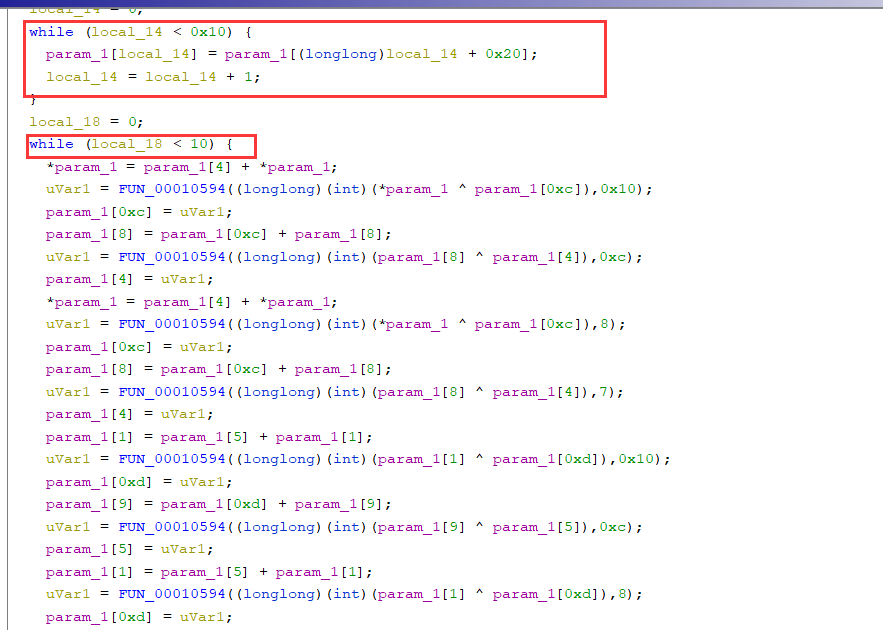 local_14 = 0;
while (local_14 < 0x10) {
param_1[local_14] = param_1[(longlong)local_14 + 0x20];
local_14 = local_14 + 1;
}
local_18 = 0;
while (local_18 < 10) {
*param_1 = param_1[4] + *param_1;
uVar1 = FUN_00010594((longlong)(int)(*param_1 ^ param_1[0xc]),0x10);
param_1[0xc] = uVar1;
param_1[8] = param_1[0xc] + param_1[8];
uVar1 = FUN_00010594((longlong)(int)(param_1[8] ^ param_1[4]),0xc);
param_1[4] = uVar1;
*param_1 = param_1[4] + *param_1;
uVar1 = FUN_00010594((longlong)(int)(*param_1 ^ param_1[0xc]),8);
param_1[0xc] = uVar1;
param_1[8] = param_1[0xc] + param_1[8];
uVar1 = FUN_00010594((longlong)(int)(param_1[8] ^ param_1[4]),7);
param_1[4] = uVar1;
param_1[1] = param_1[5] + param_1[1];
uVar1 = FUN_00010594((longlong)(int)(param_1[1] ^ param_1[0xd]),0x10);
param_1[0xd] = uVar1;
param_1[9] = param_1[0xd] + param_1[9];
uVar1 = FUN_00010594((longlong)(int)(param_1[9] ^ param_1[5]),0xc);
param_1[5] = uVar1;
param_1[1] = param_1[5] + param_1[1];
uVar1 = FUN_00010594((longlong)(int)(param_1[1] ^ param_1[0xd]),8);
param_1[0xd] = uVar1;